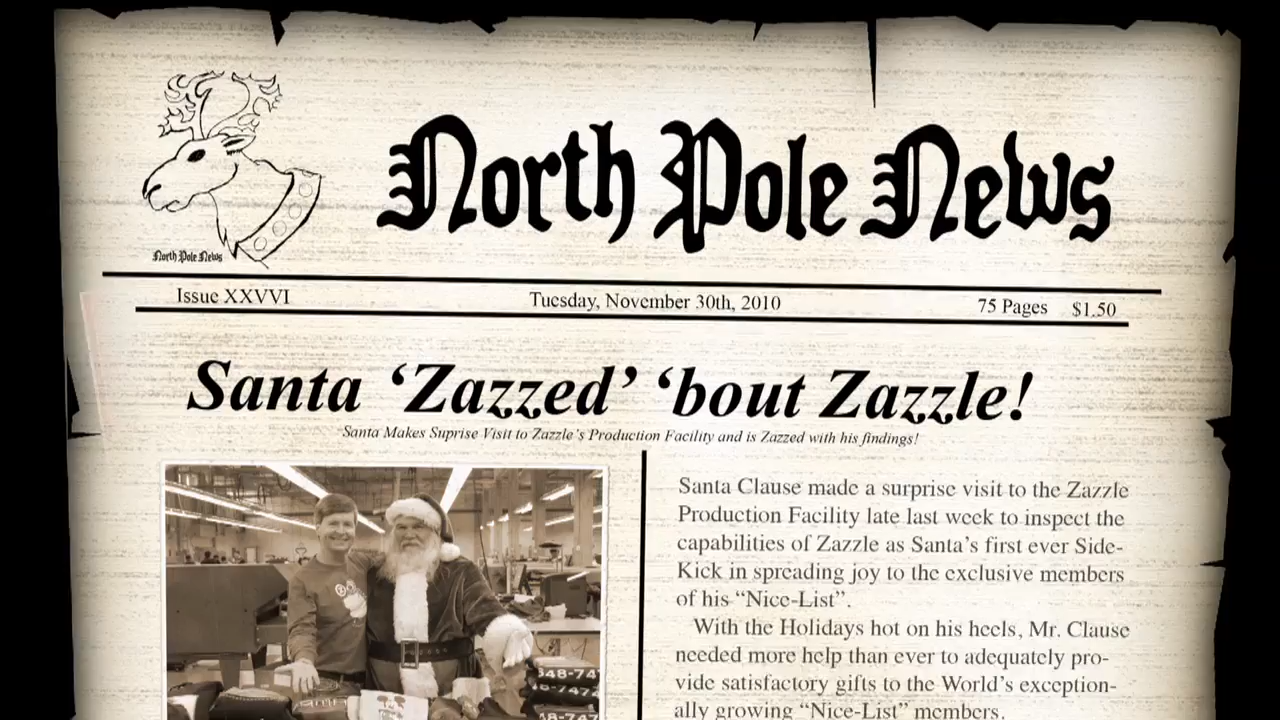 North Pole News
North Pole News
Issue XXVVI
Tuesday, November 30th, 2010
75 Pages $1.50
Santa ‘Zazzed’ ‘bout Zazzle!
Santa Makes Suprise Visit to Zazzle's Production Facility and is Zazzed with his findings!
Santa Clause made a surprise visit to the Zazzle
Production Facility late last week to inspect the
capabilities of Zazzle as Santa's first ever Side-
Kick in spreading joy to the exclusive members
of his “Nice-List”.
With the Holidays hot on his heels, Mr. Clause
needed more help than ever to adequately pro-
vide satisfactory gifts to the World's exception-
ally growing “Nice-List” members.